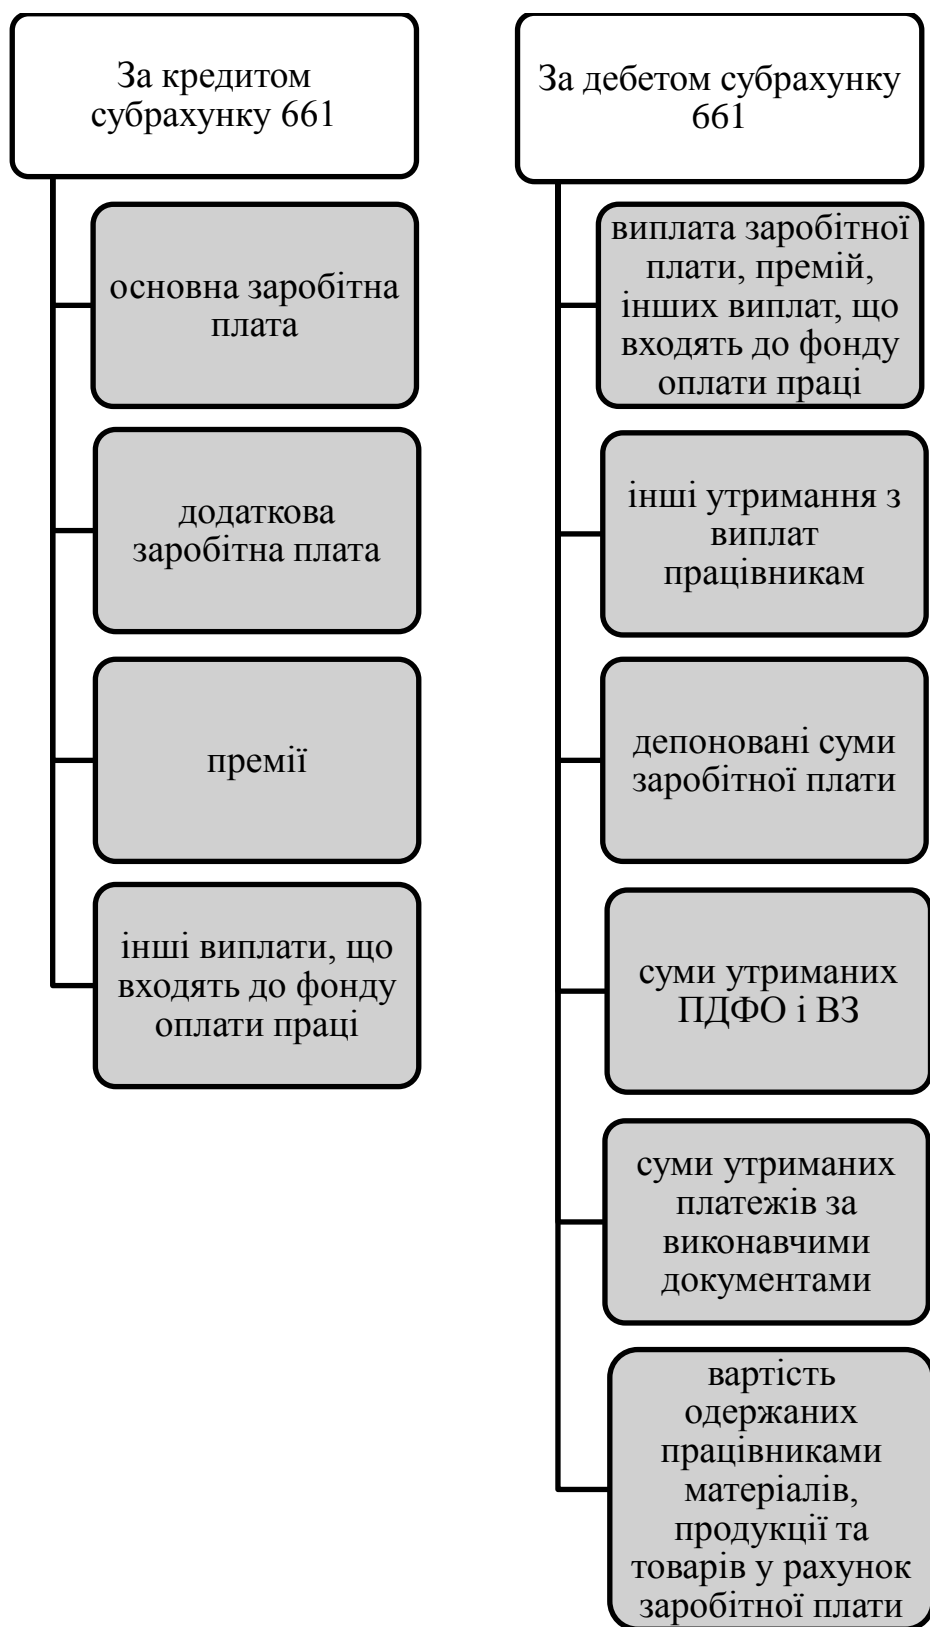 За кредитом
субрахунку 661
основна заробітна
плата
додаткова
заробітна плата
премії
інші виплати, що
входять до фонду
оплати праці
За дебетом субрахунку
661
виплата заробітної
плати, премій,
інших виплат, що
входять до фонду
оплати праці
інші утримання з
виплат
працівникам
депоновані суми
заробітної плати
суми утриманих
ПДФО і ВЗ
суми утриманих
платежів за
виконавчими
документами
вартість
одержаних
працівниками
матеріалів,
продукції та
товарів у рахунок
заробітної плати